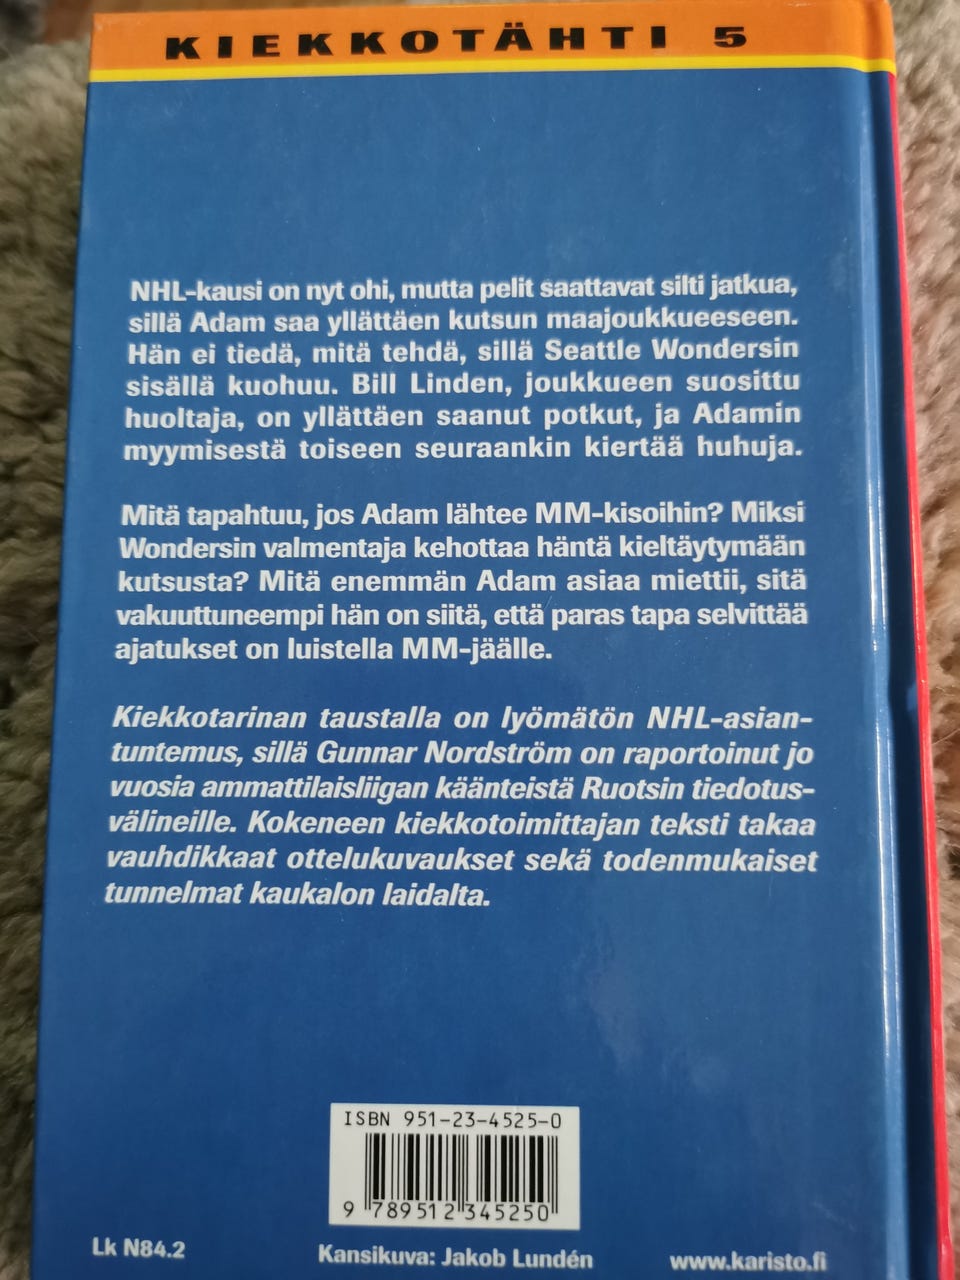 KIEKKOTÄHTI 5
NHL-kausi on nyt ohi, mutta pelit saattavat silti jatkua,
sillä Adam saa yllättäen kutsun maajoukkueeseen.
Hän ei tiedä, mitä tehdä, sillä Seattle Wondersin
sisällä kuohuu. Bill Linden, joukkueen suosittu
huoltaja, on yllättäen saanut potkut, ja Adamin
myymisestä toiseen seuraankin kiertää huhuja.
Mitä tapahtuu, jos Adam lähtee MM-kisoihin? Miksi
Wondersin valmentaja kehottaa häntä kieltäytymään
kutsusta? Mitä enemmän Adam asiaa miettii, sitä
vakuuttuneempi hän on siitä, että paras tapa selvittää
ajatukset on luistella MM-jäälle.
Kiekkotarinan taustalla on lyömätön NHL-asian-
tuntemus, sillä Gunnar Nordström on raportoinut jo
vuosia ammattilaisliigan käänteistä Ruotsin tiedotus-
välineille. Kokeneen kiekkotoimittajan teksti takaa
vauhdikkaat ottelukuvaukset sekä todenmukaiset
tunnelmat kaukalon laidalta.
ISBN 951-23-4525-0
9 789512 345250
Lk N84.2
Kansikuva: Jakob Lundén
www.karisto.fi